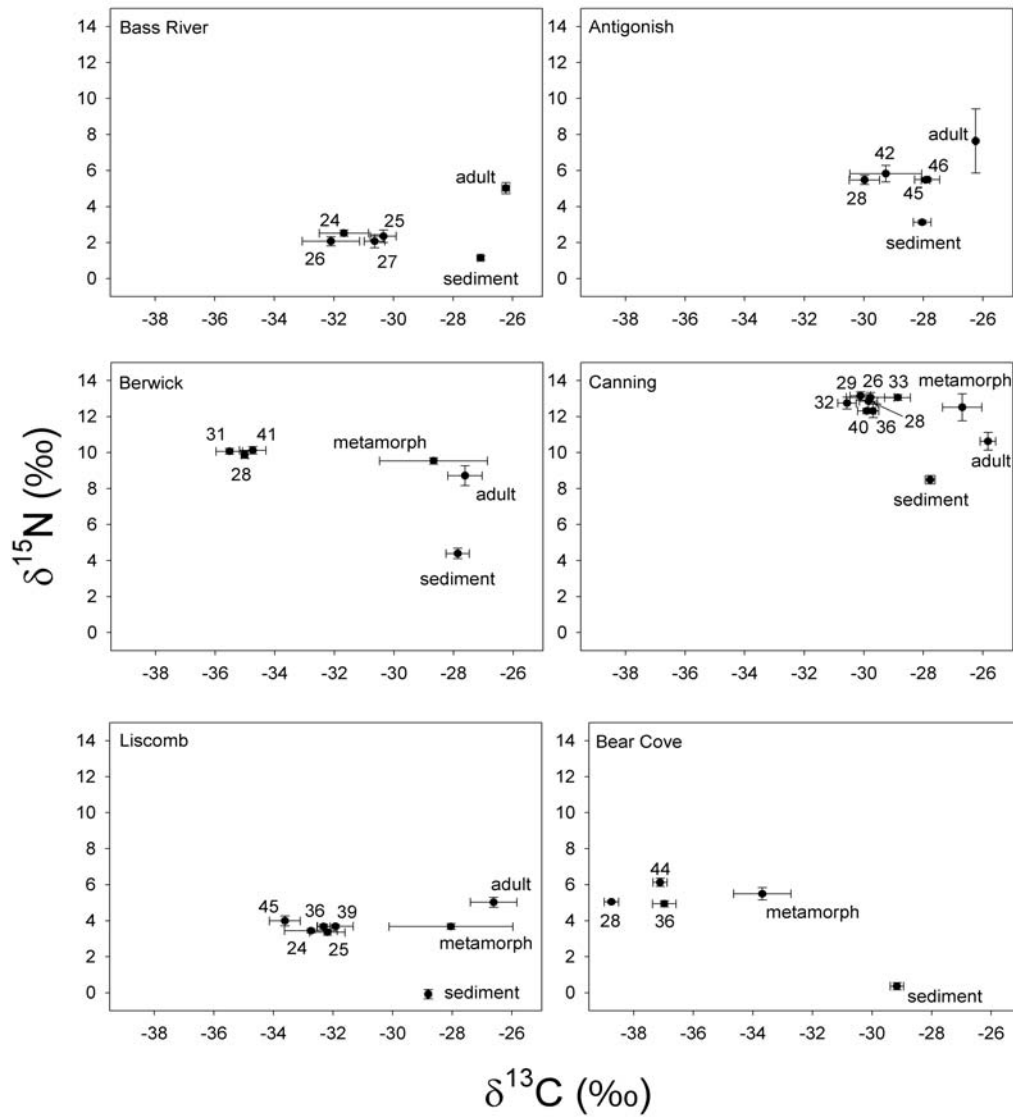 Bass River
14
12
10
8
6
4
2
0
adult
24
25
26
27
sediment
-38 -36 -34 -32 -30 -28 -26
Antigonish
14
12
10
8
6
4
2
0
adult
42
46
28
45
sediment
-38 -36 -34 -32 -30 -28 -26
Berwick
14
12
10
8
6
4
2
0
31 41
28
metamorph
adult
sediment
-38 -36 -34 -32 -30 -28 -26
Canning
14
12
10
8
6
4
2
0
29 26 33 metamorph
32
40 36 28
adult
sediment
-38 -36 -34 -32 -30 -28 -26
Liscomb
14
12
10
8
6
4
2
0
adult
45 36 39
24 25
metamorph
sediment
-38 -36 -34 -32 -30 -28 -26
Bear Cove
14
12
10
8
6
4
2
0
44
28 36
metamorph
sediment
-38 -36 -34 -32 -30 -28 -26
δ15N (‰)
δ13C (‰)